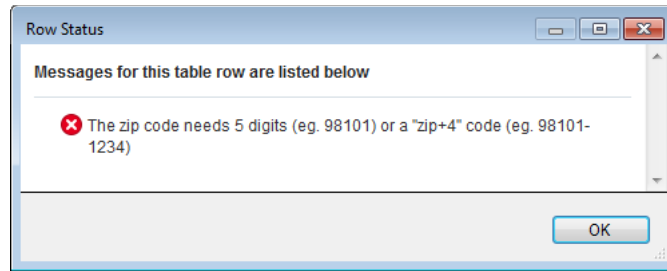 Row Status
Messages for this table row are listed below
The zip code needs 5 digits (eg. 98101) or a "zip+4" code (eg. 98101-
1234)
OK